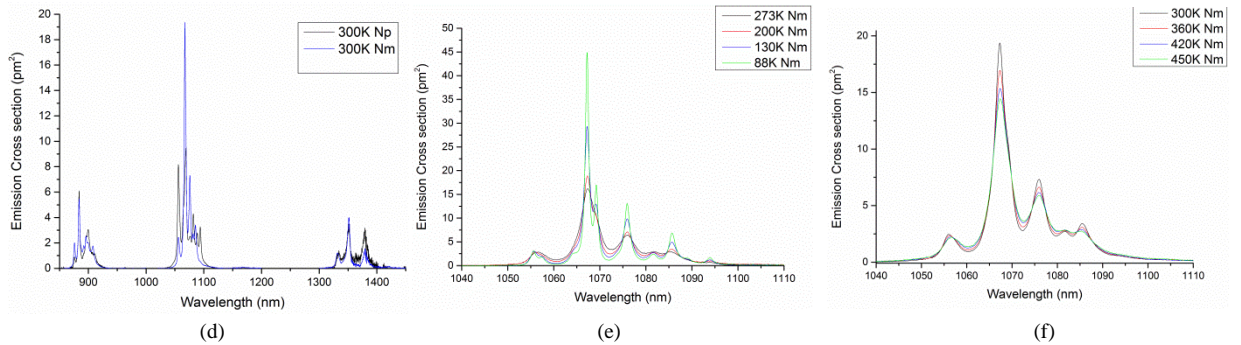 Emission Cross section (pm²)
20
18
16
14
12
10
8
6
4
2
0
900
1000
1100
1200
1300
1400
Wavelength (nm)
300K Np
300K Nm
(d)
Emission Cross section (pm²)
50
45
40
35
30
25
20
15
10
5
0
1040
1050
1060
1070
1080
1090
1100
1110
Wavelength (nm)
273K Nm
200K Nm
130K Nm
88K Nm
(e)
Emission Cross section (pm²)
20
15
10
5
0
1040
1050
1060
1070
1080
1090
1100
1110
Wavelength (nm)
300K Nm
360K Nm
420K Nm
450K Nm
(f)